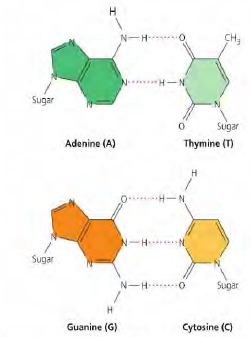 H
N H O CH₃
N
N H N
N N N
Sugar O Sugar
Adenine (A) Thymine (T)
H
O H N
N
N H N
N N N
Sugar N H O Sugar
H
Guanine (G) Cytosine (C)